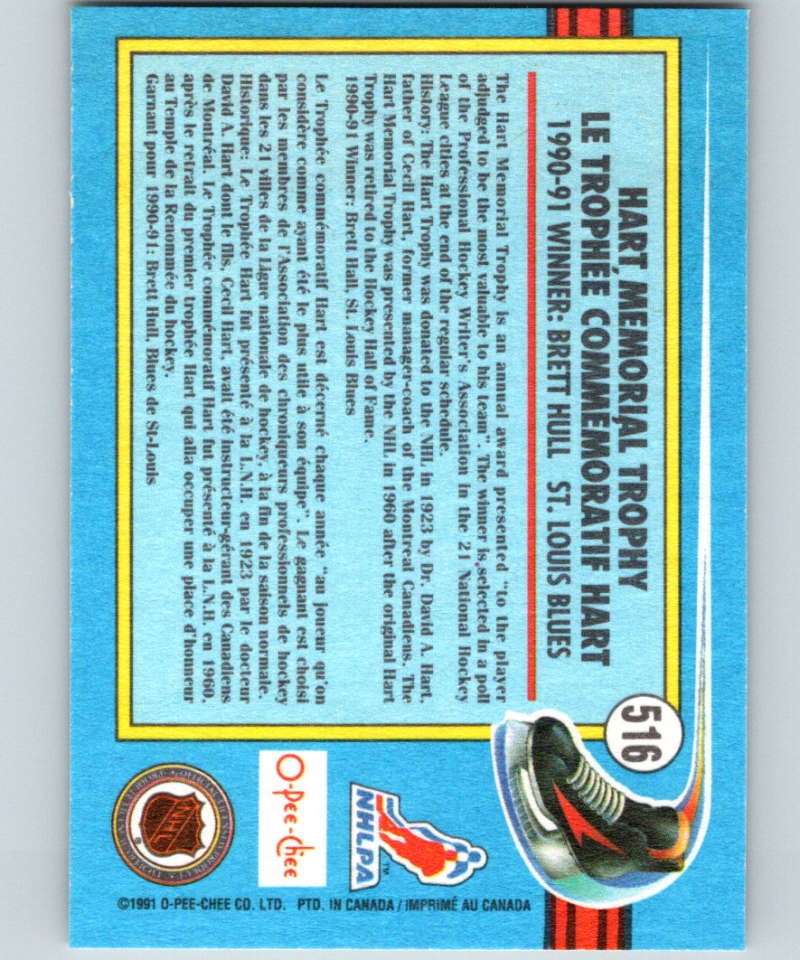 HART MEMORIAL TROPHY
LE TROPHÉE COMMEMORATIF HART
1990-91 WINNER: BRETT HULL ST. LOUIS BLUES
516
The Hart Memorial Trophy is an annual award presented "to the player
adjudged to be the most valuable to his team". The winner is selected in a poll
of the Professional Hockey Writer's Association in the 21 National Hockey
League cities at the end of the regular schedule.
History: The Hart Trophy was donated to the NHL in 1923 by Dr. David A. Hart,
father of Cecil Hart, former manager-coach of the Montreal Canadiens. The
Hart Memorial Trophy was presented by the NHL in 1960 after the original Hart
Trophy was retired to the Hockey Hall of Fame.
1990-91 Winner: Brett Hall, St. Louis Blues
Le Trophée commémoratif Hart est décerné chaque année "au joueur qu'on
considère comme ayant été le plus utile à son équipe". Le gagnant est choisi
par les membres de l'Association des chroniqueurs professionnels de hockey
dans les 21 villes de la ligue nationale de hockey, à la fin de la saison normale.
Historique: Le Trophée Hart fut présenté à la L.N.H. en 1923 par le docteur
David A. Hart dont le fils, Cecil Hart, avait été instructeur-gérant des Canadiens
de Montréal. Le Trophée commémoratif Hart fut présenté à la L.N.H. en 1960,
après le retrait du premier trophée Hart qui alla occuper une place d'honneur
au Temple de la Renommée du hockey.
Garnant pour 1990-91: Brett Hull, Blues de St-Louis
NHLPA
TM
O-Pee-Chee
NHL
©1991 O-PEE-CHEE CO. LTD. PTD. IN CANADA / IMPRIMÉ AU CANADA